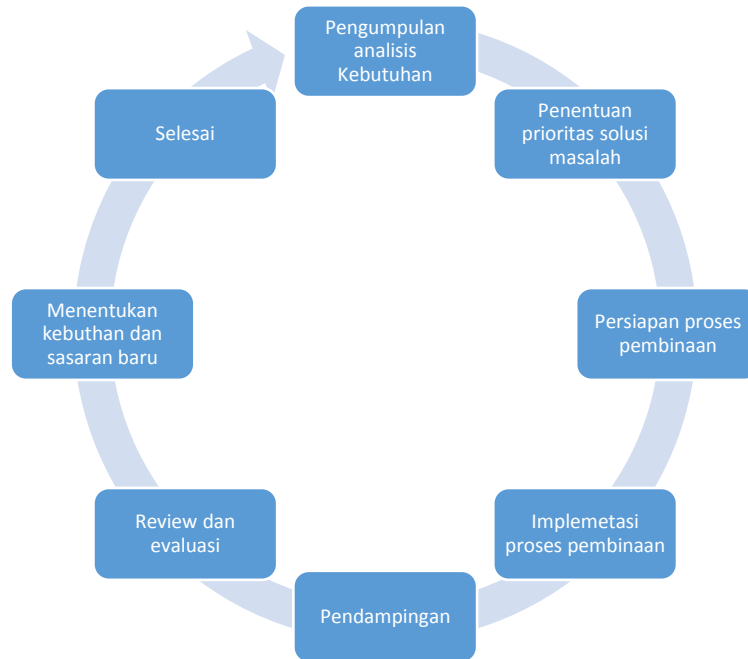 Pengumpulan
analisis
Kebutuhan
Penentuan
prioritas solusi
masalah
Persiapan proses
pembinaan
Implemetasi
proses pembinaan
Pendampingan
Review dan
evaluasi
Menentukan
kebuthan dan
sasaran baru
Selesai